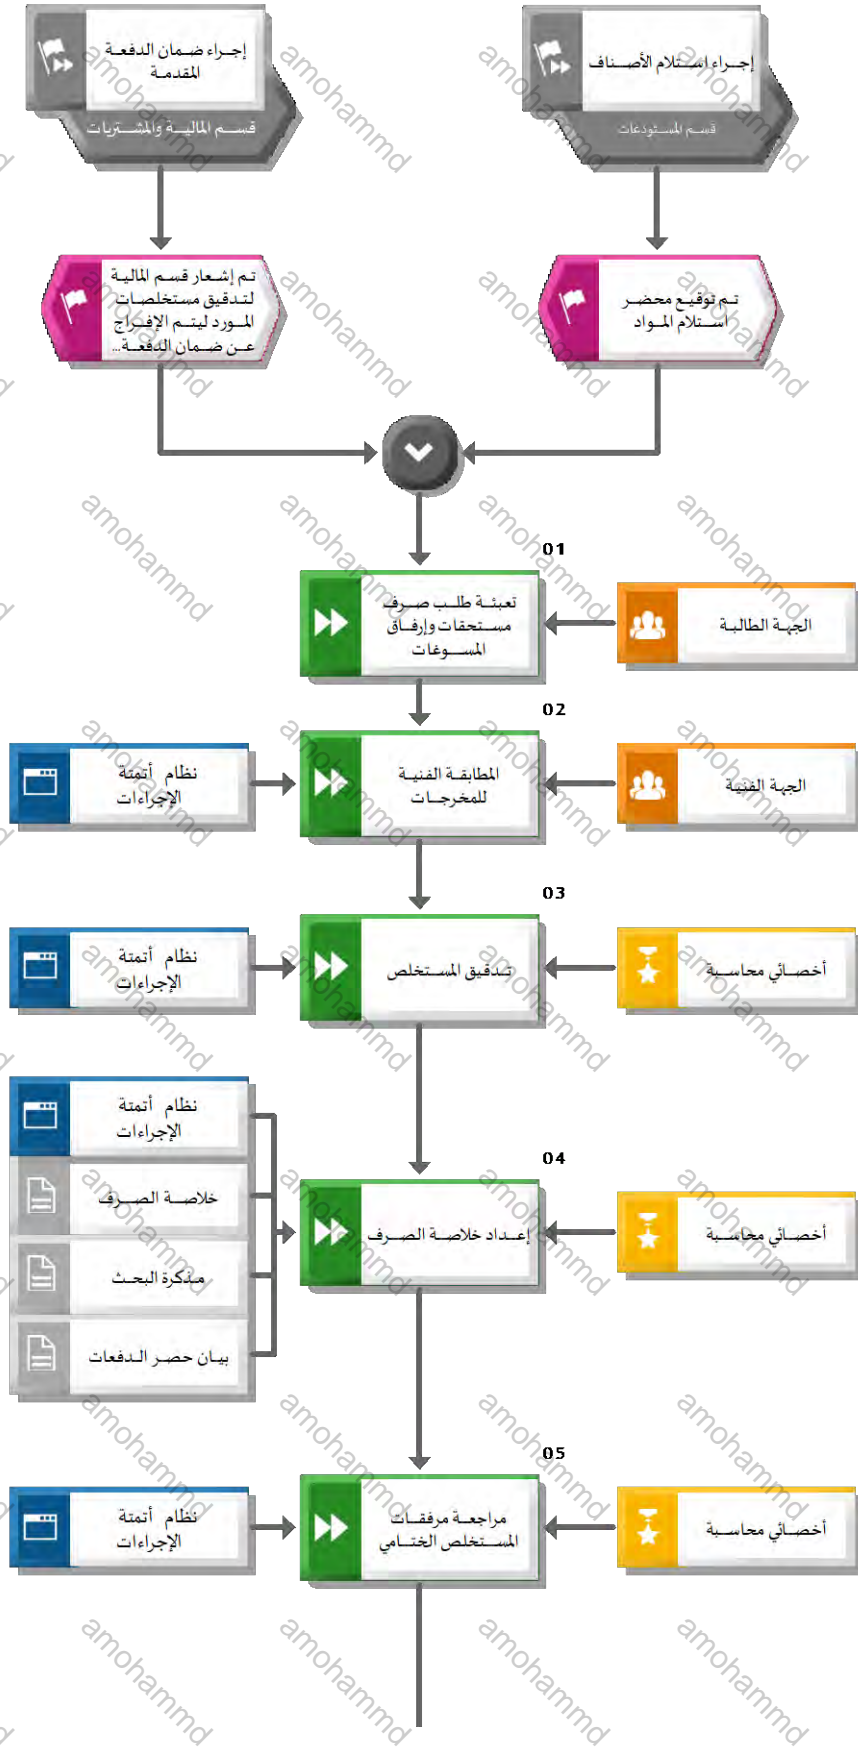 إجراء استلام الأصناف
قسم المستودعات
إجراء ضمان الدفعة
المقدمة
قسم المالية والمشتريات
تم توقيع محضر
استلام المواد
تم إشعار قسم المالية
لتدقيق مستخلصات
المورد ليتم الإفراج
عن ضمان الدفعة...
01
الجهة الطالبة
تعبئة طلب صرف
مستحقات وإرفاق
المسوغات
02
الجهة الفنية
المطابقة الفنية
للمخرجات
نظام أتمتة
الإجراءات
03
أخصائي محاسبة
تدقيق المستخلص
نظام أتمتة
الإجراءات
04
أخصائي محاسبة
إعداد خلاصة الصرف
نظام أتمتة
الإجراءات
خلاصة الصرف
مذكرة البحث
بيان حصر الدفعات
05
أخصائي محاسبة
مراجعة مرفقات
المستخلص الختامي
نظام أتمتة
الإجراءات
amohammd